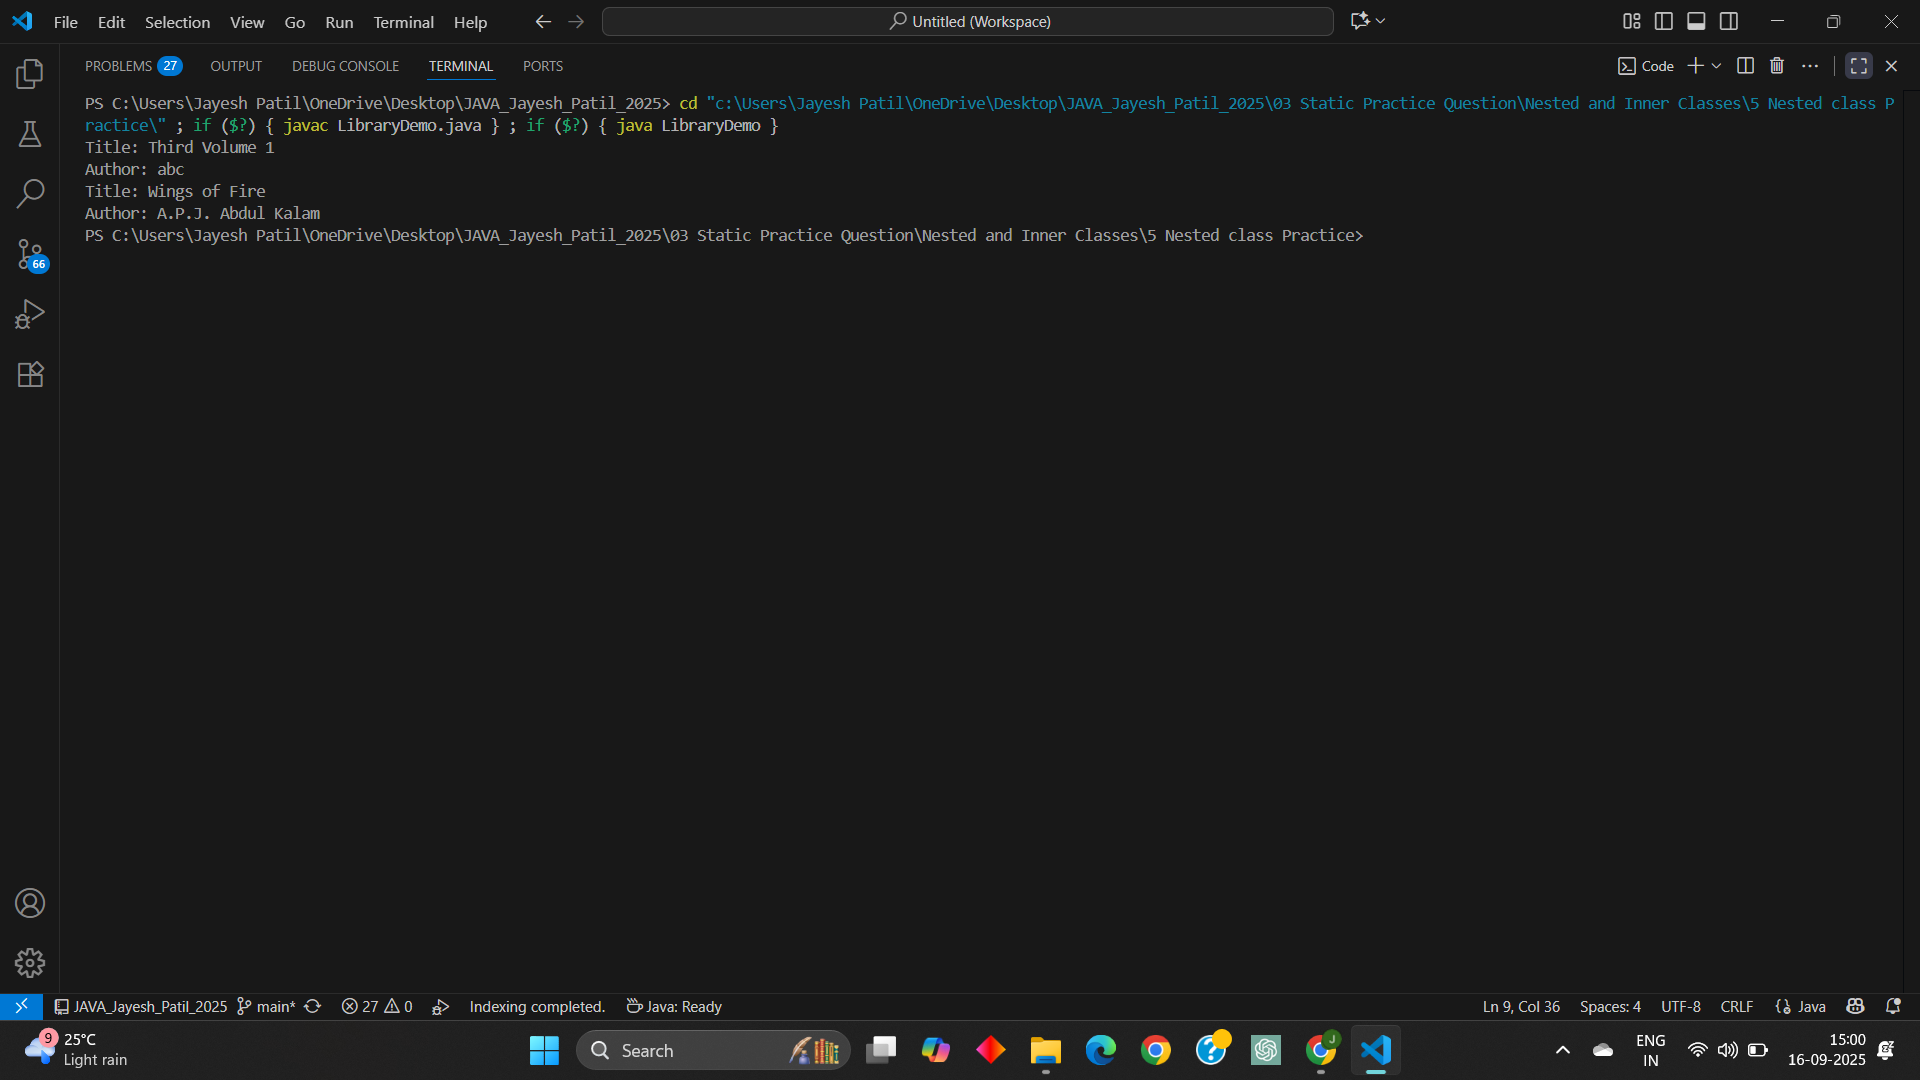 File Edit Selection View Go Run Terminal Help
Untitled (Workspace)
PROBLEMS 27 OUTPUT DEBUG CONSOLE TERMINAL PORTS
Code
PS C:\Users\Jayesh Patil\OneDrive\Desktop\JAVA_Jayesh_Patil_2025> cd "c:\Users\Jayesh Patil\OneDrive\Desktop\JAVA_Jayesh_Patil_2025\03 Static Practice Question\Nested and Inner Classes\5 Nested class P
ractice\" ; if ($?) { javac LibraryDemo.java } ; if ($?) { java LibraryDemo }
Title: Third Volume 1
Author: abc
Title: Wings of Fire
Author: A.P.J. Abdul Kalam
PS C:\Users\Jayesh Patil\OneDrive\Desktop\JAVA_Jayesh_Patil_2025\03 Static Practice Question\Nested and Inner Classes\5 Nested class Practice>
66
JAVA_Jayesh_Patil_2025 main* 27 0 Indexing completed. Java: Ready
Ln 9, Col 36 Spaces: 4 UTF-8 CRLF Java
9
25°C
Light rain
Search
J
ENG
IN
15:00
16-09-2025